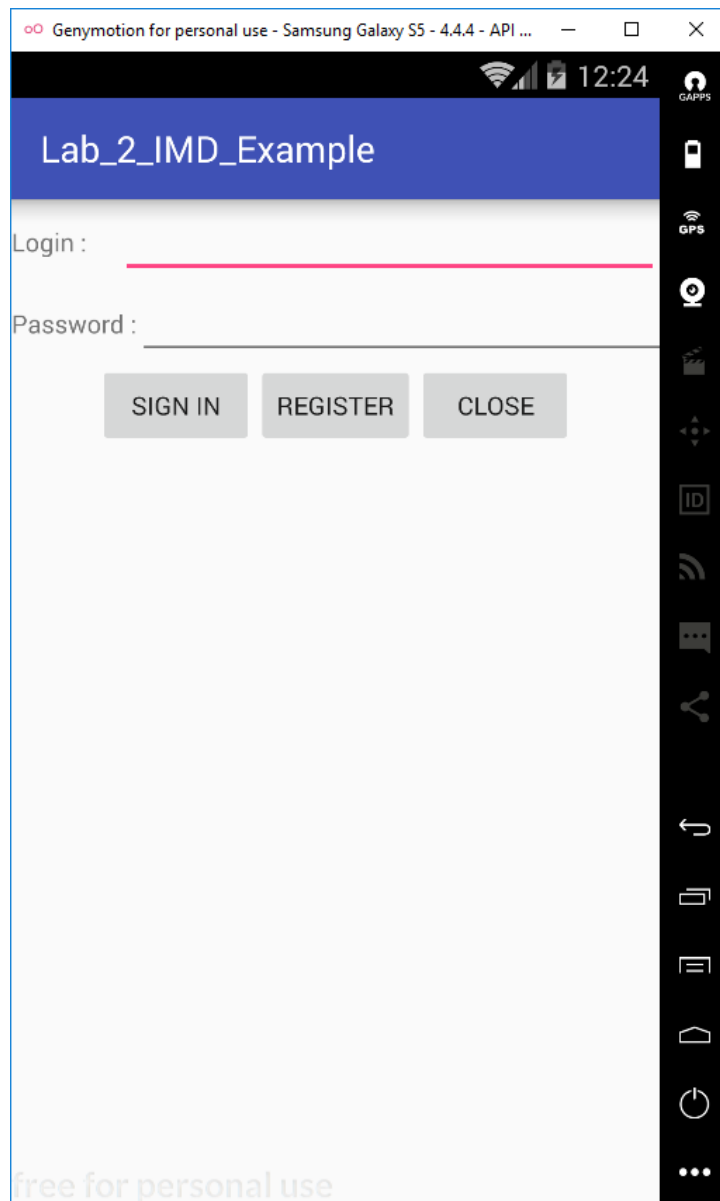 Genymotion for personal use - Samsung Galaxy S5 - 4.4.4 - API ...
12:24
GAPPS
Lab_2_IMD_Example
GPS
Login :
Password :
SIGN IN REGISTER CLOSE
ID
free for personal use